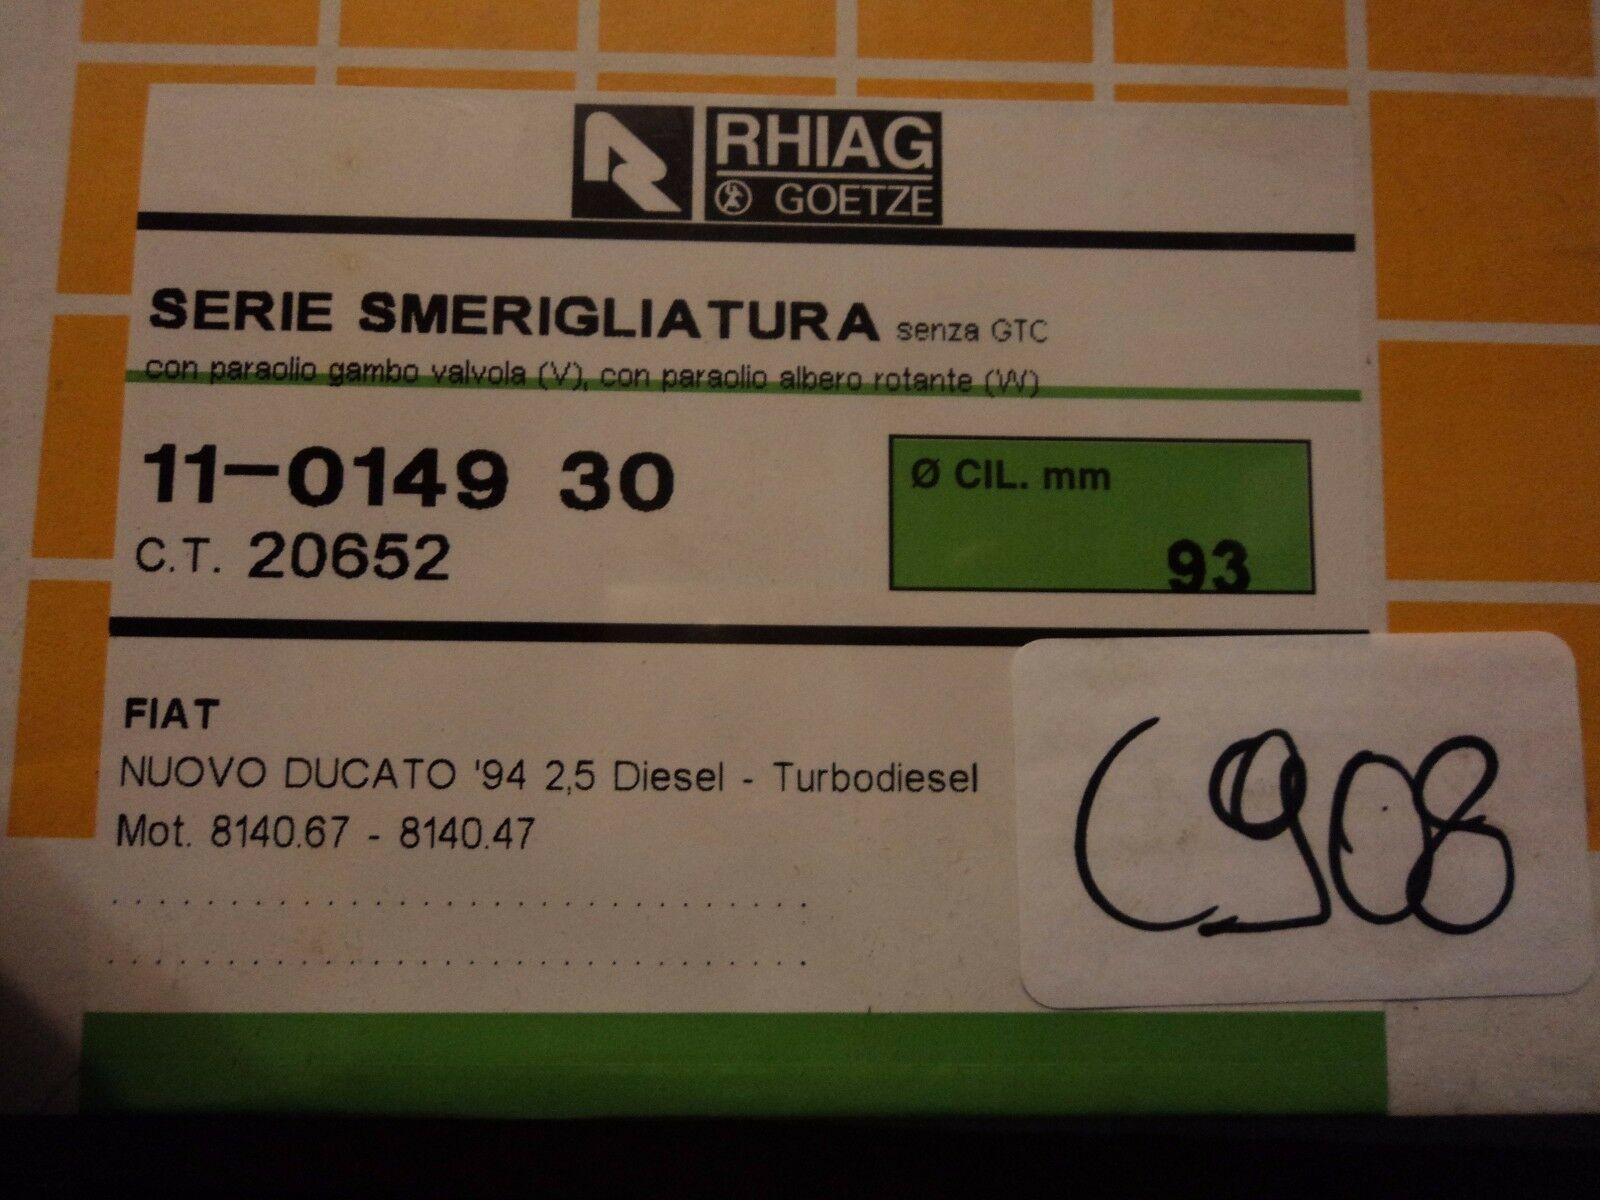 RHIAG
GOETZE
SERIE SMERIGLIATURA senza GTC
con paraolio gambo valvola (V), con paraolio albero rotante (W)
11-0149 30
C.T. 20652
Ø CIL. mm
93
FIAT
NUOVO DUCATO '94 2,5 Diesel - Turbodiesel
Mot. 8140.67 - 8140.47
C908